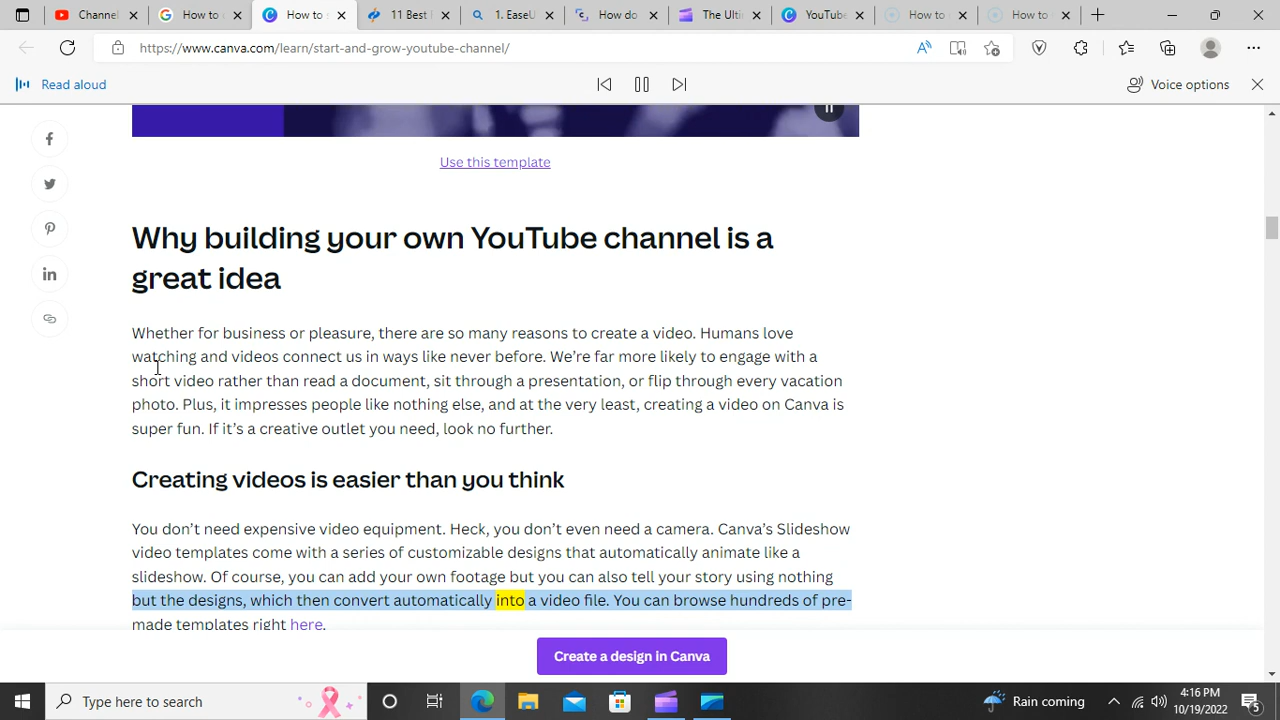 Channel
How to
How to s
11 Best
1. EaseU
How do
The Ulti
YouTube
How to
How to
https://www.canva.com/learn/start-and-grow-youtube-channel/
Read aloud
Voice options
Use this template
Why building your own YouTube channel is a
great idea
Whether for business or pleasure, there are so many reasons to create a video. Humans love
watching and videos connect us in ways like never before. We’re far more likely to engage with a
short video rather than read a document, sit through a presentation, or flip through every vacation
photo. Plus, it impresses people like nothing else, and at the very least, creating a video on Canva is
super fun. If it’s a creative outlet you need, look no further.
Creating videos is easier than you think
You don’t need expensive video equipment. Heck, you don’t even need a camera. Canva’s Slideshow
video templates come with a series of customizable designs that automatically animate like a
slideshow. Of course, you can add your own footage but you can also tell your story using nothing
but the designs, which then convert automatically into a video file. You can browse hundreds of pre-
made templates right here.
Create a design in Canva
Type here to search
Rain coming
4:16 PM
10/19/2022
5